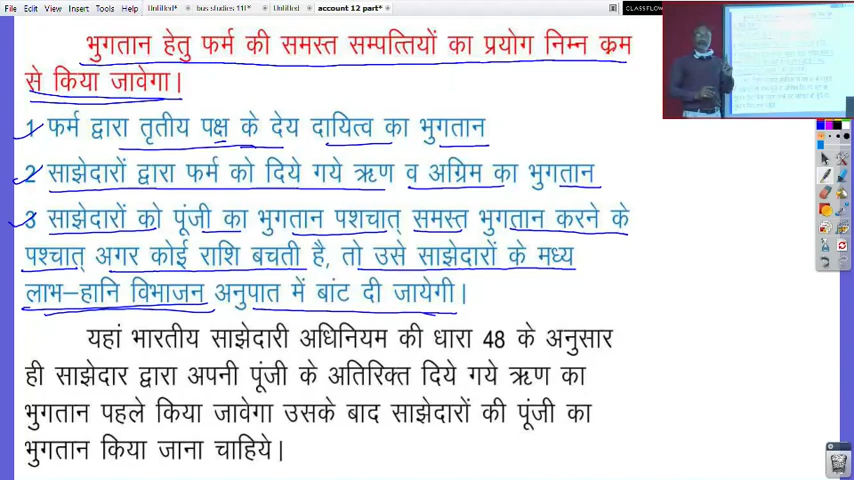 File Edit View Insert Tools Help Untitled* bus studies 11l* Untitled account 12 part* CLASSFLOW
भुगतान हेतु फर्म की समस्त सम्पत्तियों का प्रयोग निम्न क्रम
से किया जावेगा।
1 फर्म द्वारा तृतीय पक्ष के देय दायित्व का भुगतान
2 साझेदारों द्वारा फर्म को दिये गये ऋण व अग्रिम का भुगतान
3 साझेदारों को पूंजी का भुगतान पशचात् समस्त भुगतान करने के
पश्चात् अगर कोई राशि बचती है, तो उसे साझेदारों के मध्य
लाभ–हानि विभाजन अनुपात में बांट दी जायेगी।
यहां भारतीय साझेदारी अधिनियम की धारा 48 के अनुसार
ही साझेदार द्वारा अपनी पूंजी के अतिरिक्त दिये गये ऋण का
भुगतान पहले किया जावेगा उसके बाद साझेदारों की पूंजी का
भुगतान किया जाना चाहिये।